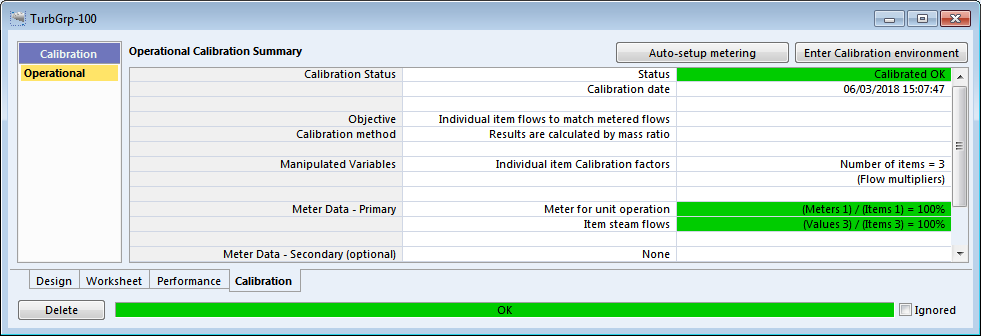 TurbGrp-100
Calibration
Operational
Operational Calibration Summary
Auto-setup metering
Enter Calibration environment
Calibration Status Status Calibrated OK
Calibration date 06/03/2018 15:07:47
Objective Individual item flows to match metered flows
Calibration method Results are calculated by mass ratio
Manipulated Variables Individual item Calibration factors Number of items = 3
(Flow multipliers)
Meter Data - Primary Meter for unit operation (Meters 1) / (Items 1) = 100%
Item steam flows (Values 3) / (Items 3) = 100%
Meter Data - Secondary (optional) None
Design Worksheet Performance Calibration
Delete OK Ignored